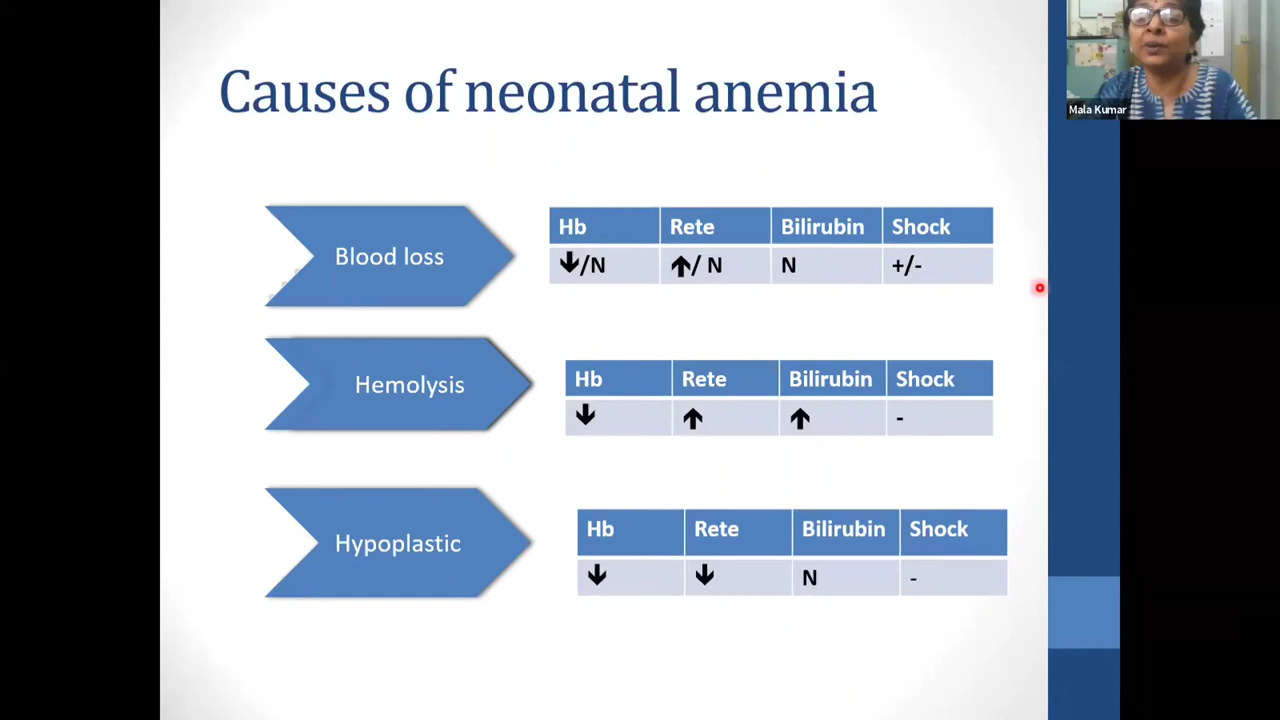 Causes of neonatal anemia
Mala Kumar
Blood loss
Hb Rete Bilirubin Shock
↓/N ↑/ N N +/-
Hemolysis
Hb Rete Bilirubin Shock
↓ ↑ ↑ -
Hypoplastic
Hb Rete Bilirubin Shock
↓ ↓ N -